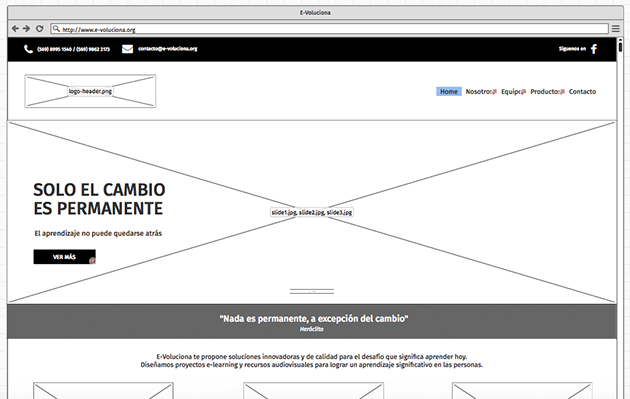 E-Voluciona
http://www.e-voluciona.org
(569) 8995 1540 / (569) 9862 2173
contacto@e-voluciona.org
Síguenos en
logo-header.png
Home Nosotros Equipo Productos Contacto
SOLO EL CAMBIO
ES PERMANENTE
slide1.jpg, slide2.jpg, slide3.jpg
El aprendizaje no puede quedarse atrás
VER MÁS
"Nada es permanente, a excepción del cambio"
Heráclito
E-Voluciona te propone soluciones innovadoras y de calidad para el desafío que significa aprender hoy.
Diseñamos proyectos e-learning y recursos audiovisuales para lograr un aprendizaje significativo en las personas.